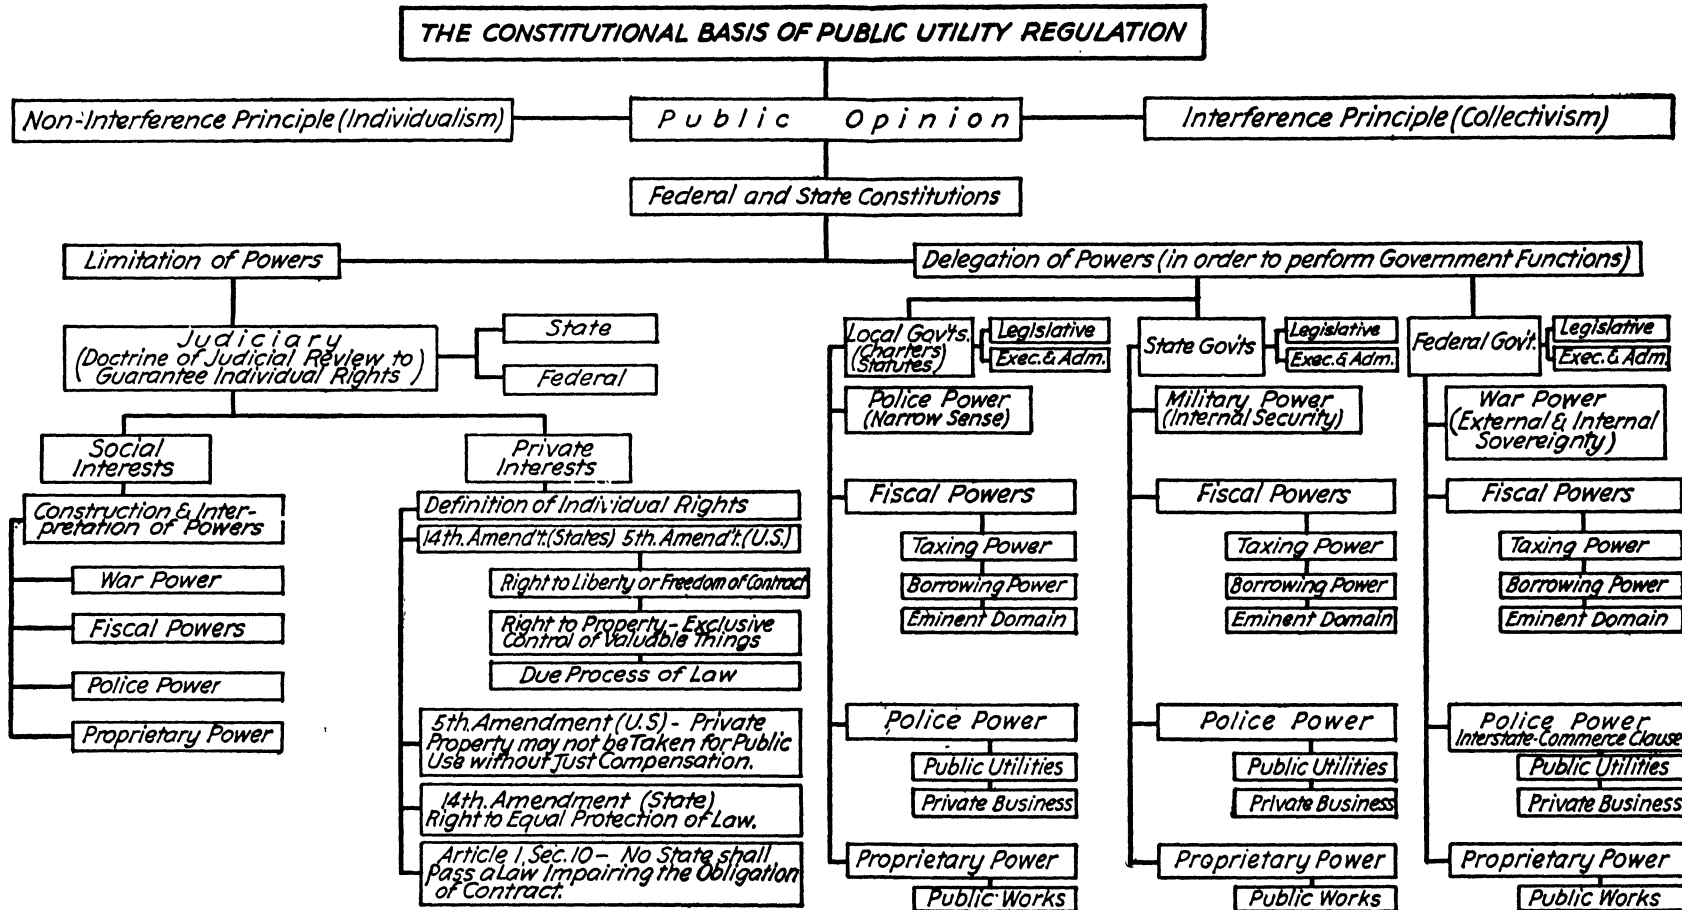 THE CONSTITUTIONAL BASIS OF PUBLIC UTILITY REGULATION
Non-Interference Principle (Individualism)
Public Opinion
Interference Principle (Collectivism)
Federal and State Constitutions
Limitation of Powers
Delegation of Powers (in order to perform Government Functions)
Judiciary
(Doctrine of Judicial Review to
Guarantee Individual Rights)
State
Federal
Social
Interests
Construction & Inter-
pretation of Powers
War Power
Fiscal Powers
Police Power
Proprietary Power
Private
Interests
Definition of Individual Rights
14th. Amend't. (States) 5th. Amend't. (U.S.)
Right to Liberty or Freedom of Contract
Right to Property - Exclusive
Control of Valuable Things
Due Process of Law
5th. Amendment (U.S) - Private
Property may not be Taken for Public
Use without Just Compensation.
14th. Amendment (State)
Right to Equal Protection of Law.
Article 1, Sec. 10 - No State shall
Pass a Law Impairing the Obligation
of Contract.
Local Gov'ts.
(Charters
Statutes)
Legislative
Exec. & Adm.
Police Power
(Narrow Sense)
Fiscal Powers
Taxing Power
Borrowing Power
Eminent Domain
Police Power
Public Utilities
Private Business
Proprietary Power
Public Works
State Gov'ts
Legislative
Exec. & Adm.
Military Power
(Internal Security)
Fiscal Powers
Taxing Power
Borrowing Power
Eminent Domain
Police Power
Public Utilities
Private Business
Proprietary Power
Public Works
Federal Gov't.
Legislative
Exec. & Adm.
War Power
(External & Internal
Sovereignty)
Fiscal Powers
Taxing Power
Borrowing Power
Eminent Domain
Police Power
Interstate-Commerce Clause
Public Utilities
Private Business
Proprietary Power
Public Works